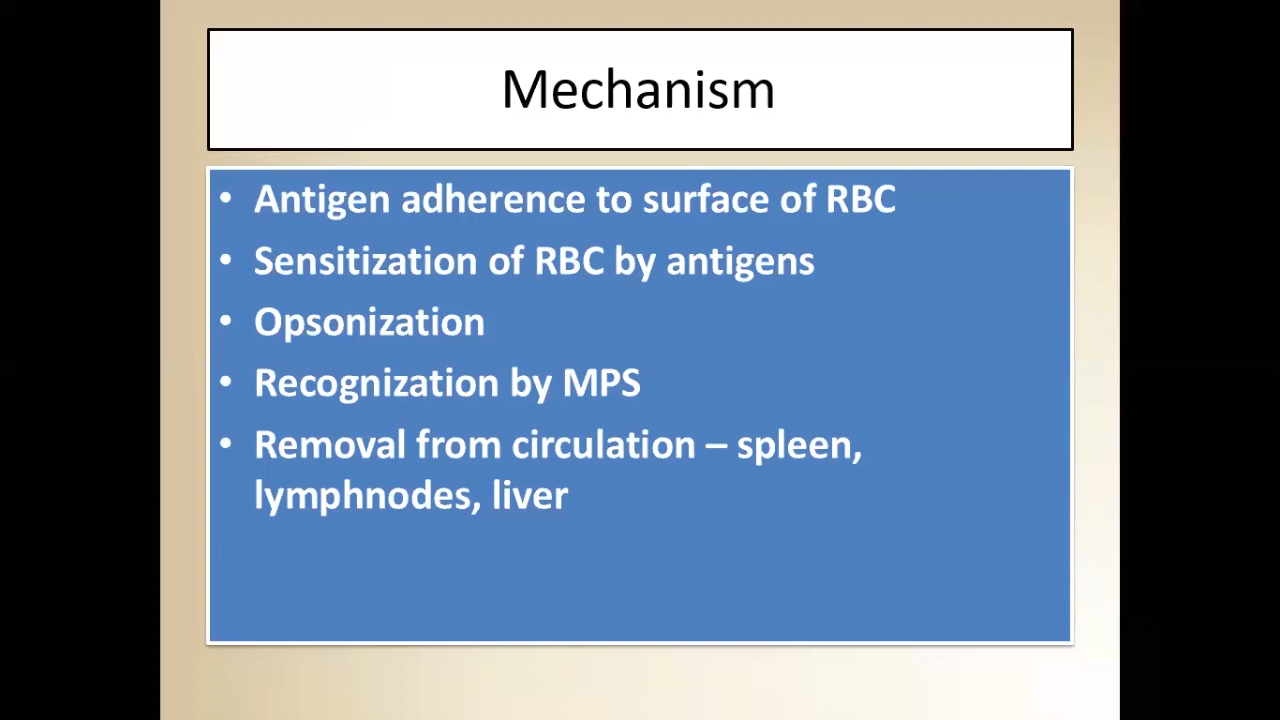 Mechanism
• Antigen adherence to surface of RBC
• Sensitization of RBC by antigens
• Opsonization
• Recognization by MPS
• Removal from circulation – spleen,
lymphnodes, liver